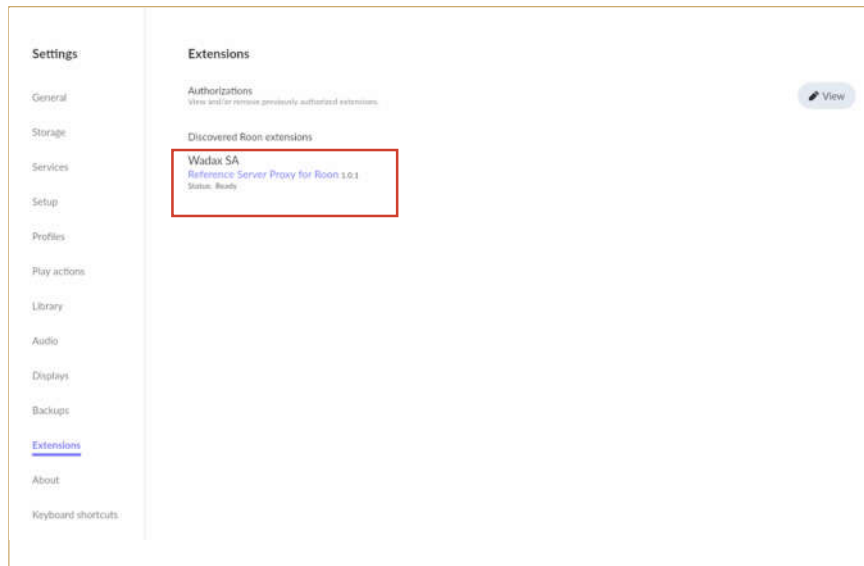 Settings
General
Storage
Services
Setup
Profiles
Play actions
Library
Audio
Displays
Backups
Extensions
About
Keyboard shortcuts
Extensions
Authorizations
View and/or remove previously authorized extensions.
View
Discovered Roon extensions
Wadax SA
Reference Server Proxy for Roon 1.0.1
Status: Ready